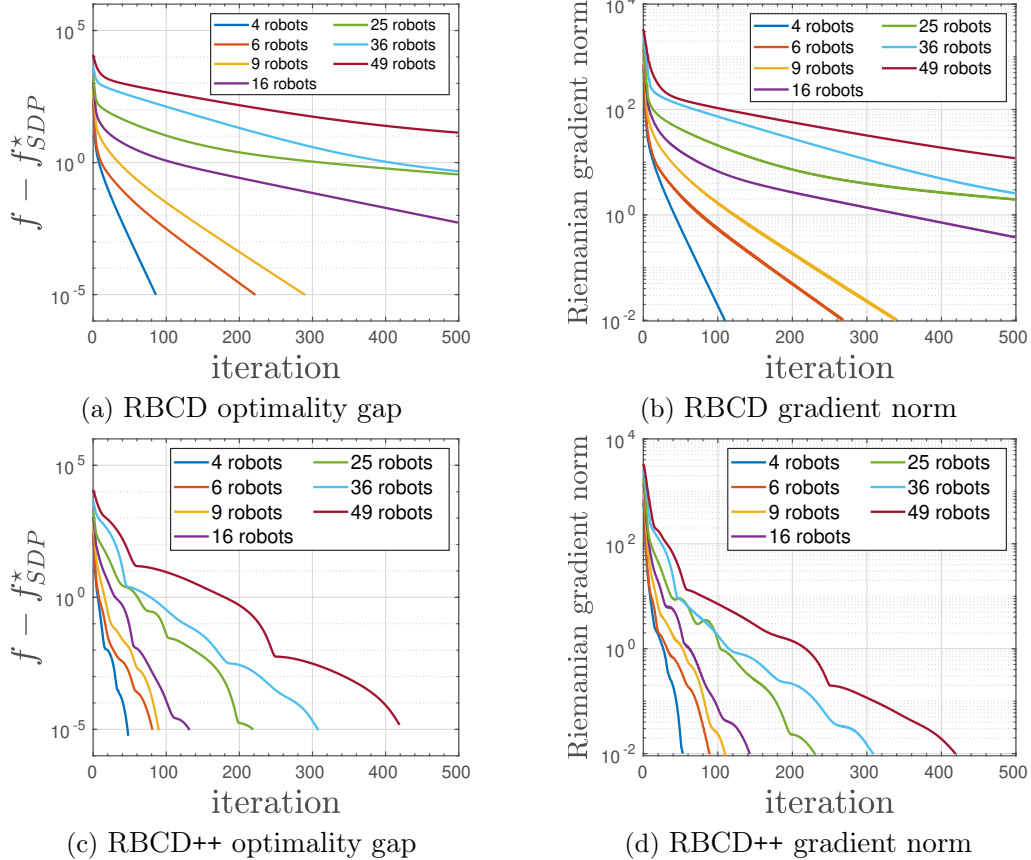 10^5
10^0
10^-5
f − f*_SDP
4 robots
6 robots
9 robots
16 robots
25 robots
36 robots
49 robots
0 100 200 300 400 500
iteration
(a) RBCD optimality gap
10^4
10^2
10^0
10^-2
Riemanian gradient norm
4 robots
6 robots
9 robots
16 robots
25 robots
36 robots
49 robots
0 100 200 300 400 500
iteration
(b) RBCD gradient norm
10^5
10^0
10^-5
f − f*_SDP
4 robots
6 robots
9 robots
16 robots
25 robots
36 robots
49 robots
0 100 200 300 400 500
iteration
(c) RBCD++ optimality gap
10^4
10^2
10^0
10^-2
Riemanian gradient norm
4 robots
6 robots
9 robots
16 robots
25 robots
36 robots
49 robots
0 100 200 300 400 500
iteration
(d) RBCD++ gradient norm